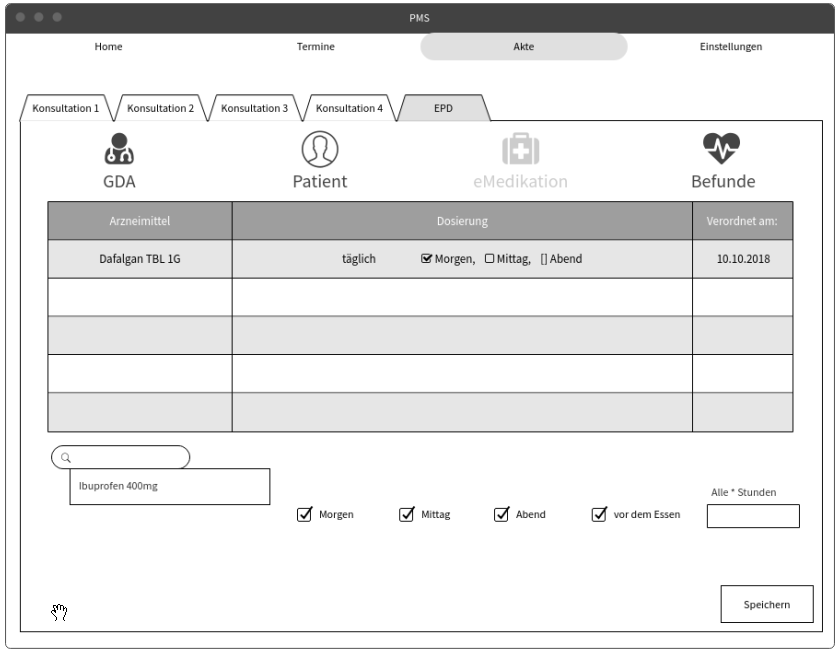 PMS
Home Termine Akte Einstellungen
Konsultation 1 Konsultation 2 Konsultation 3 Konsultation 4 EPD
GDA Patient eMedikation Befunde
Arzneimittel Dosierung Verordnet am:
Dafalgan TBL 1G täglich ☑ Morgen, ☐ Mittag, [] Abend 10.10.2018
Ibuprofen 400mg
Alle * Stunden
Morgen Mittag Abend vor dem Essen
Speichern